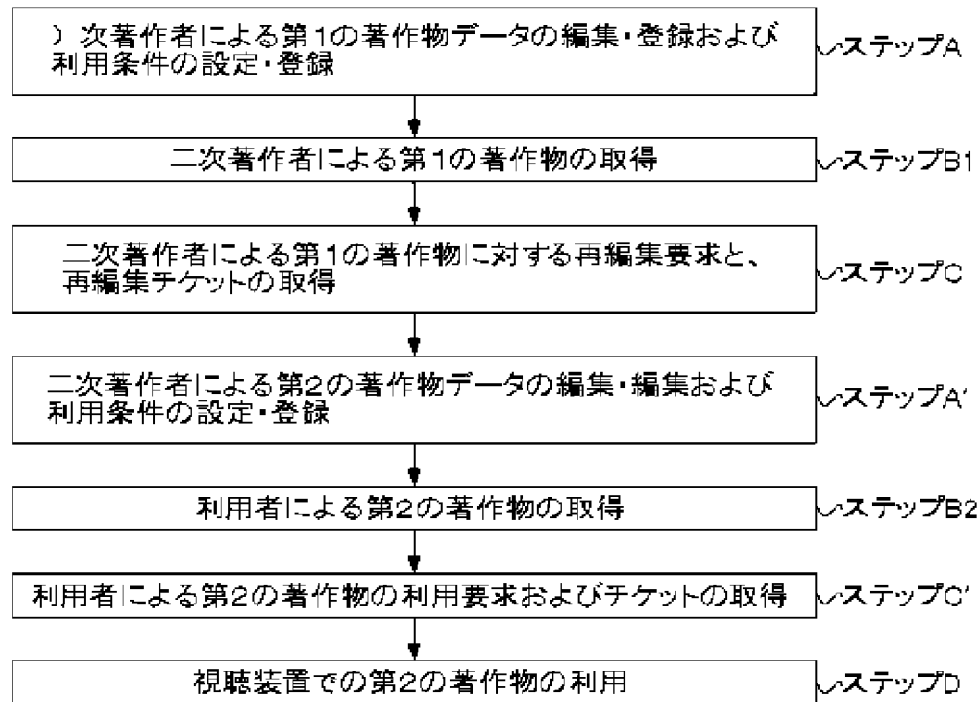 ）次著作者による第1の著作物データの編集・登録および
利用条件の設定・登録
ステップA
二次著作者による第1の著作物の取得
ステップB1
二次著作者による第1の著作物に対する再編集要求と、
再編集チケットの取得
ステップC
二次著作者による第2の著作物データの編集・編集および
利用条件の設定・登録
ステップA'
利用者による第2の著作物の取得
ステップB2
利用者による第2の著作物の利用要求およびチケットの取得
ステップC'
視聴装置での第2の著作物の利用
ステップD